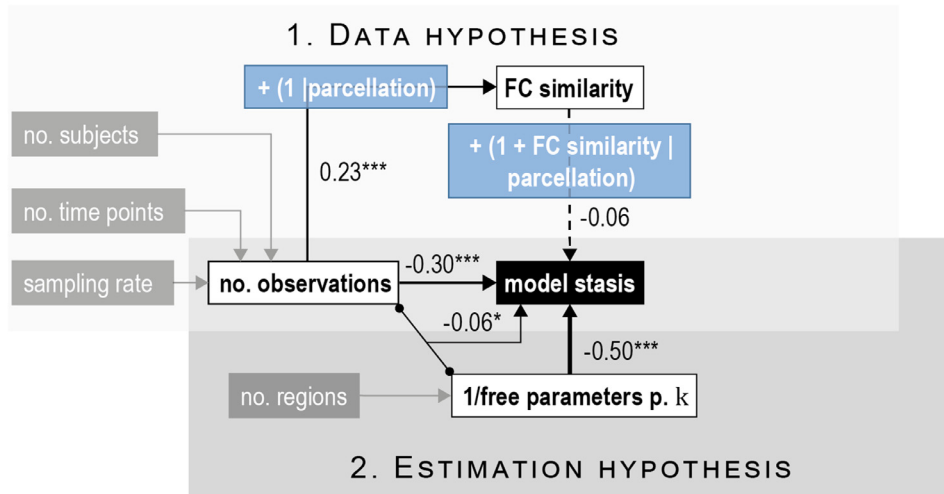 1. DATA HYPOTHESIS
+ (1 |parcellation)
FC similarity
no. subjects
+ (1 + FC similarity |
parcellation)
0.23***
no. time points
-0.06
sampling rate
no. observations
-0.30***
model stasis
-0.06*
-0.50***
no. regions
1/free parameters p. k
2. ESTIMATION HYPOTHESIS